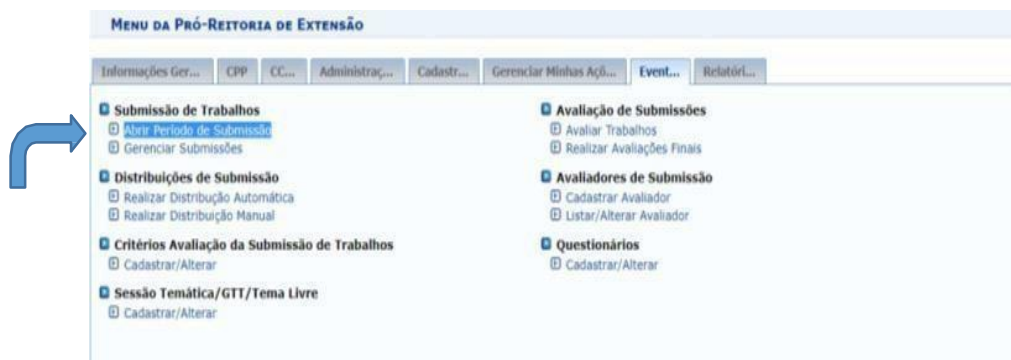 MENU DA PRÓ-REITORIA DE EXTENSÃO
Informações Ger... CPP CC... Administraç... Cadastr... Gerenciar Minhas Açõ... Event... Relatóri...
Submissão de Trabalhos
Abrir Período de Submissão
Gerenciar Submissões
Distribuições de Submissão
Realizar Distribução Automática
Realizar Distribuição Manual
Critérios Avaliação da Submissão de Trabalhos
Cadastrar/Alterar
Sessão Temática/GTT/Tema Livre
Cadastrar/Alterar
Avaliação de Submissões
Avaliar Trabalhos
Realizar Avaliações Finais
Avaliadores de Submissão
Cadastrar Avaliador
Listar/Alterar Avaliador
Questionários
Cadastrar/Alterar